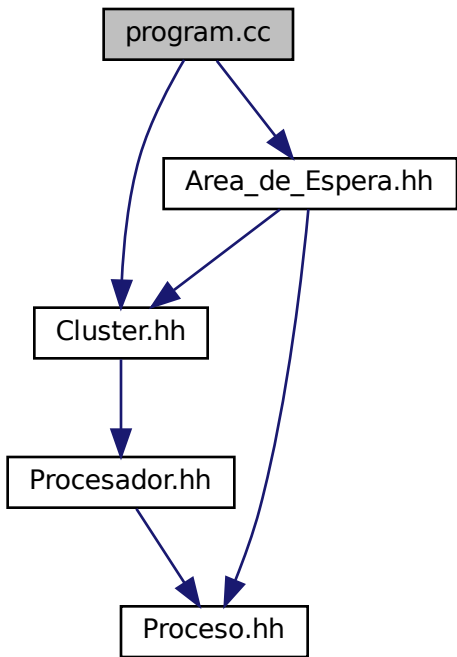 program.cc
Area_de_Espera.hh
Cluster.hh
Procesador.hh
Proceso.hh